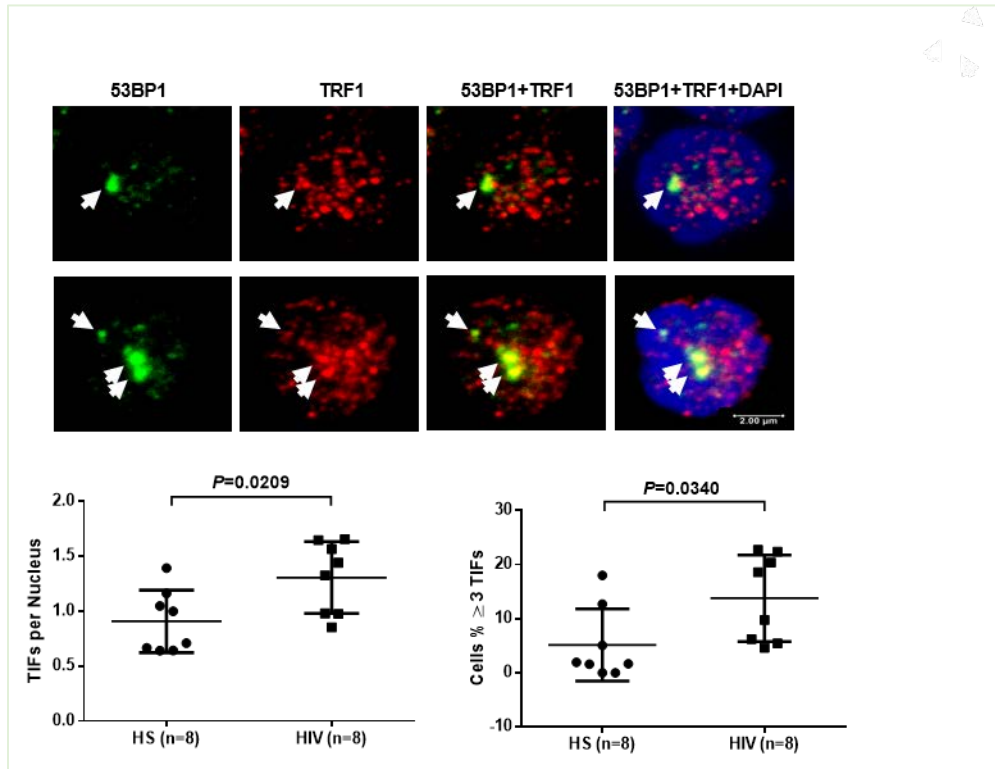 53BP1 TRF1 53BP1+TRF1 53BP1+TRF1+DAPI
2.00 µm
P=0.0209
2.0
1.5
1.0
0.5
0.0
TIFs per Nucleus
HS (n=8) HIV (n=8)
P=0.0340
30
20
10
0
-10
Cells % ≥ 3 TIFs
HS (n=8) HIV (n=8)